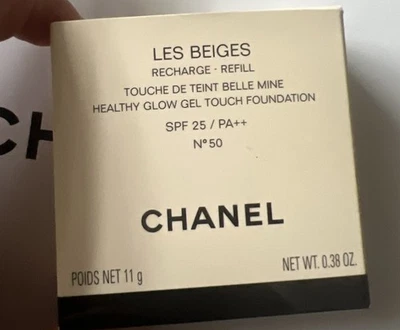 LES BEIGES
RECHARGE · REFILL
TOUCHE DE TEINT BELLE MINE
HEALTHY GLOW GEL TOUCH FOUNDATION
SPF 25 / PA++
N°50
CH
CHANEL
POIDS NET 11 g
NET WT. 0.38 OZ.